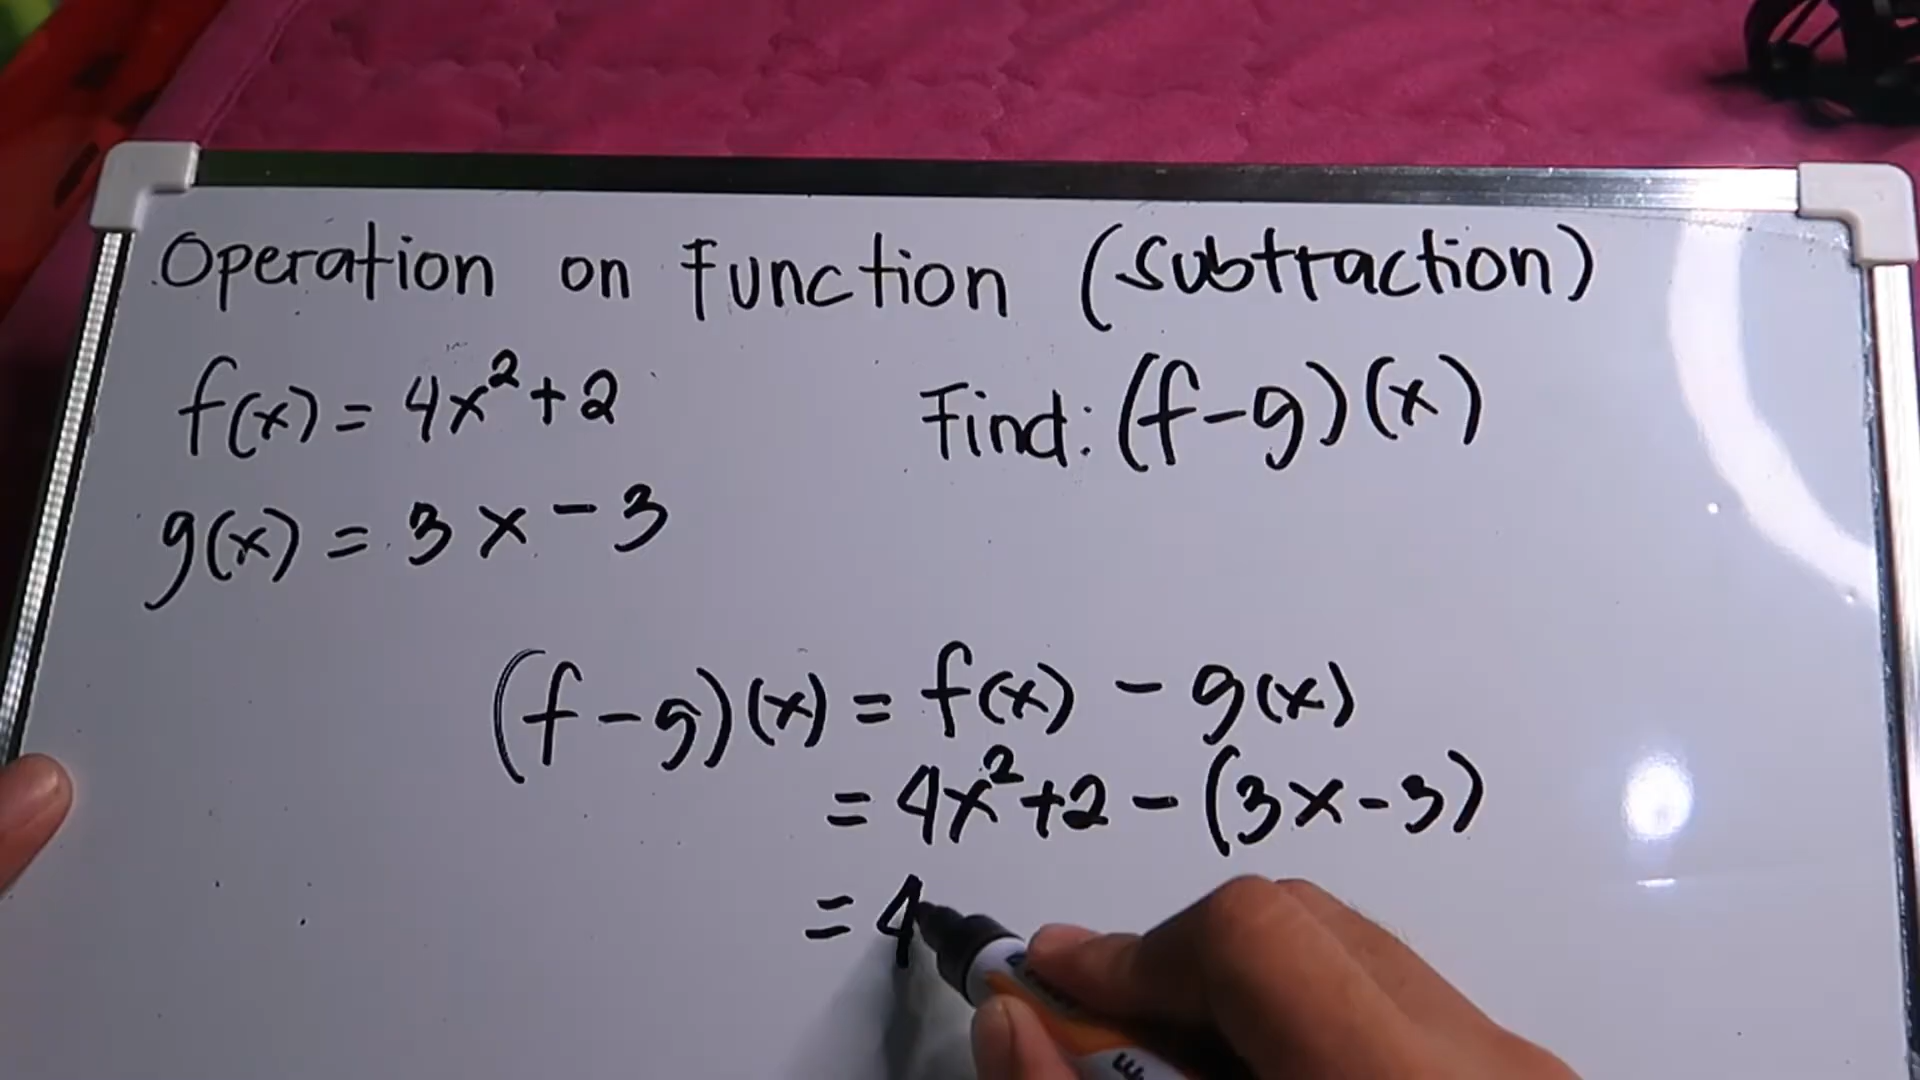 Operation on Function (Subtraction)
f(x) = 4x²+2
Find: (f-g)(x)
g(x) = 3x-3
(f-g)(x) = f(x) - g(x)
= 4x²+2 - (3x-3)
= 4